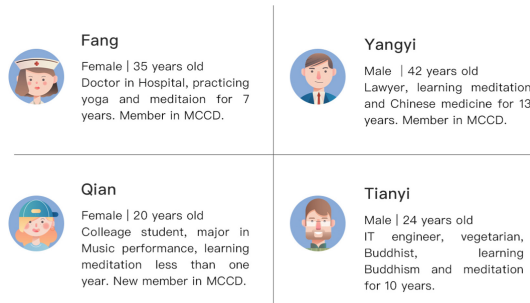 Fang
Female | 35 years old
Doctor in Hospital, practicing
yoga and meditaion for 7
years. Member in MCCD.
Yangyi
Male | 42 years old
Lawyer, learning meditation
and Chinese medicine for 13
years. Member in MCCD.
Qian
Female | 20 years old
Colleage student, major in
Music performance, learning
meditation less than one
year. New member in MCCD.
Tianyi
Male | 24 years old
IT engineer, vegetarian,
Buddhist, learning
Buddhism and meditation
for 10 years.